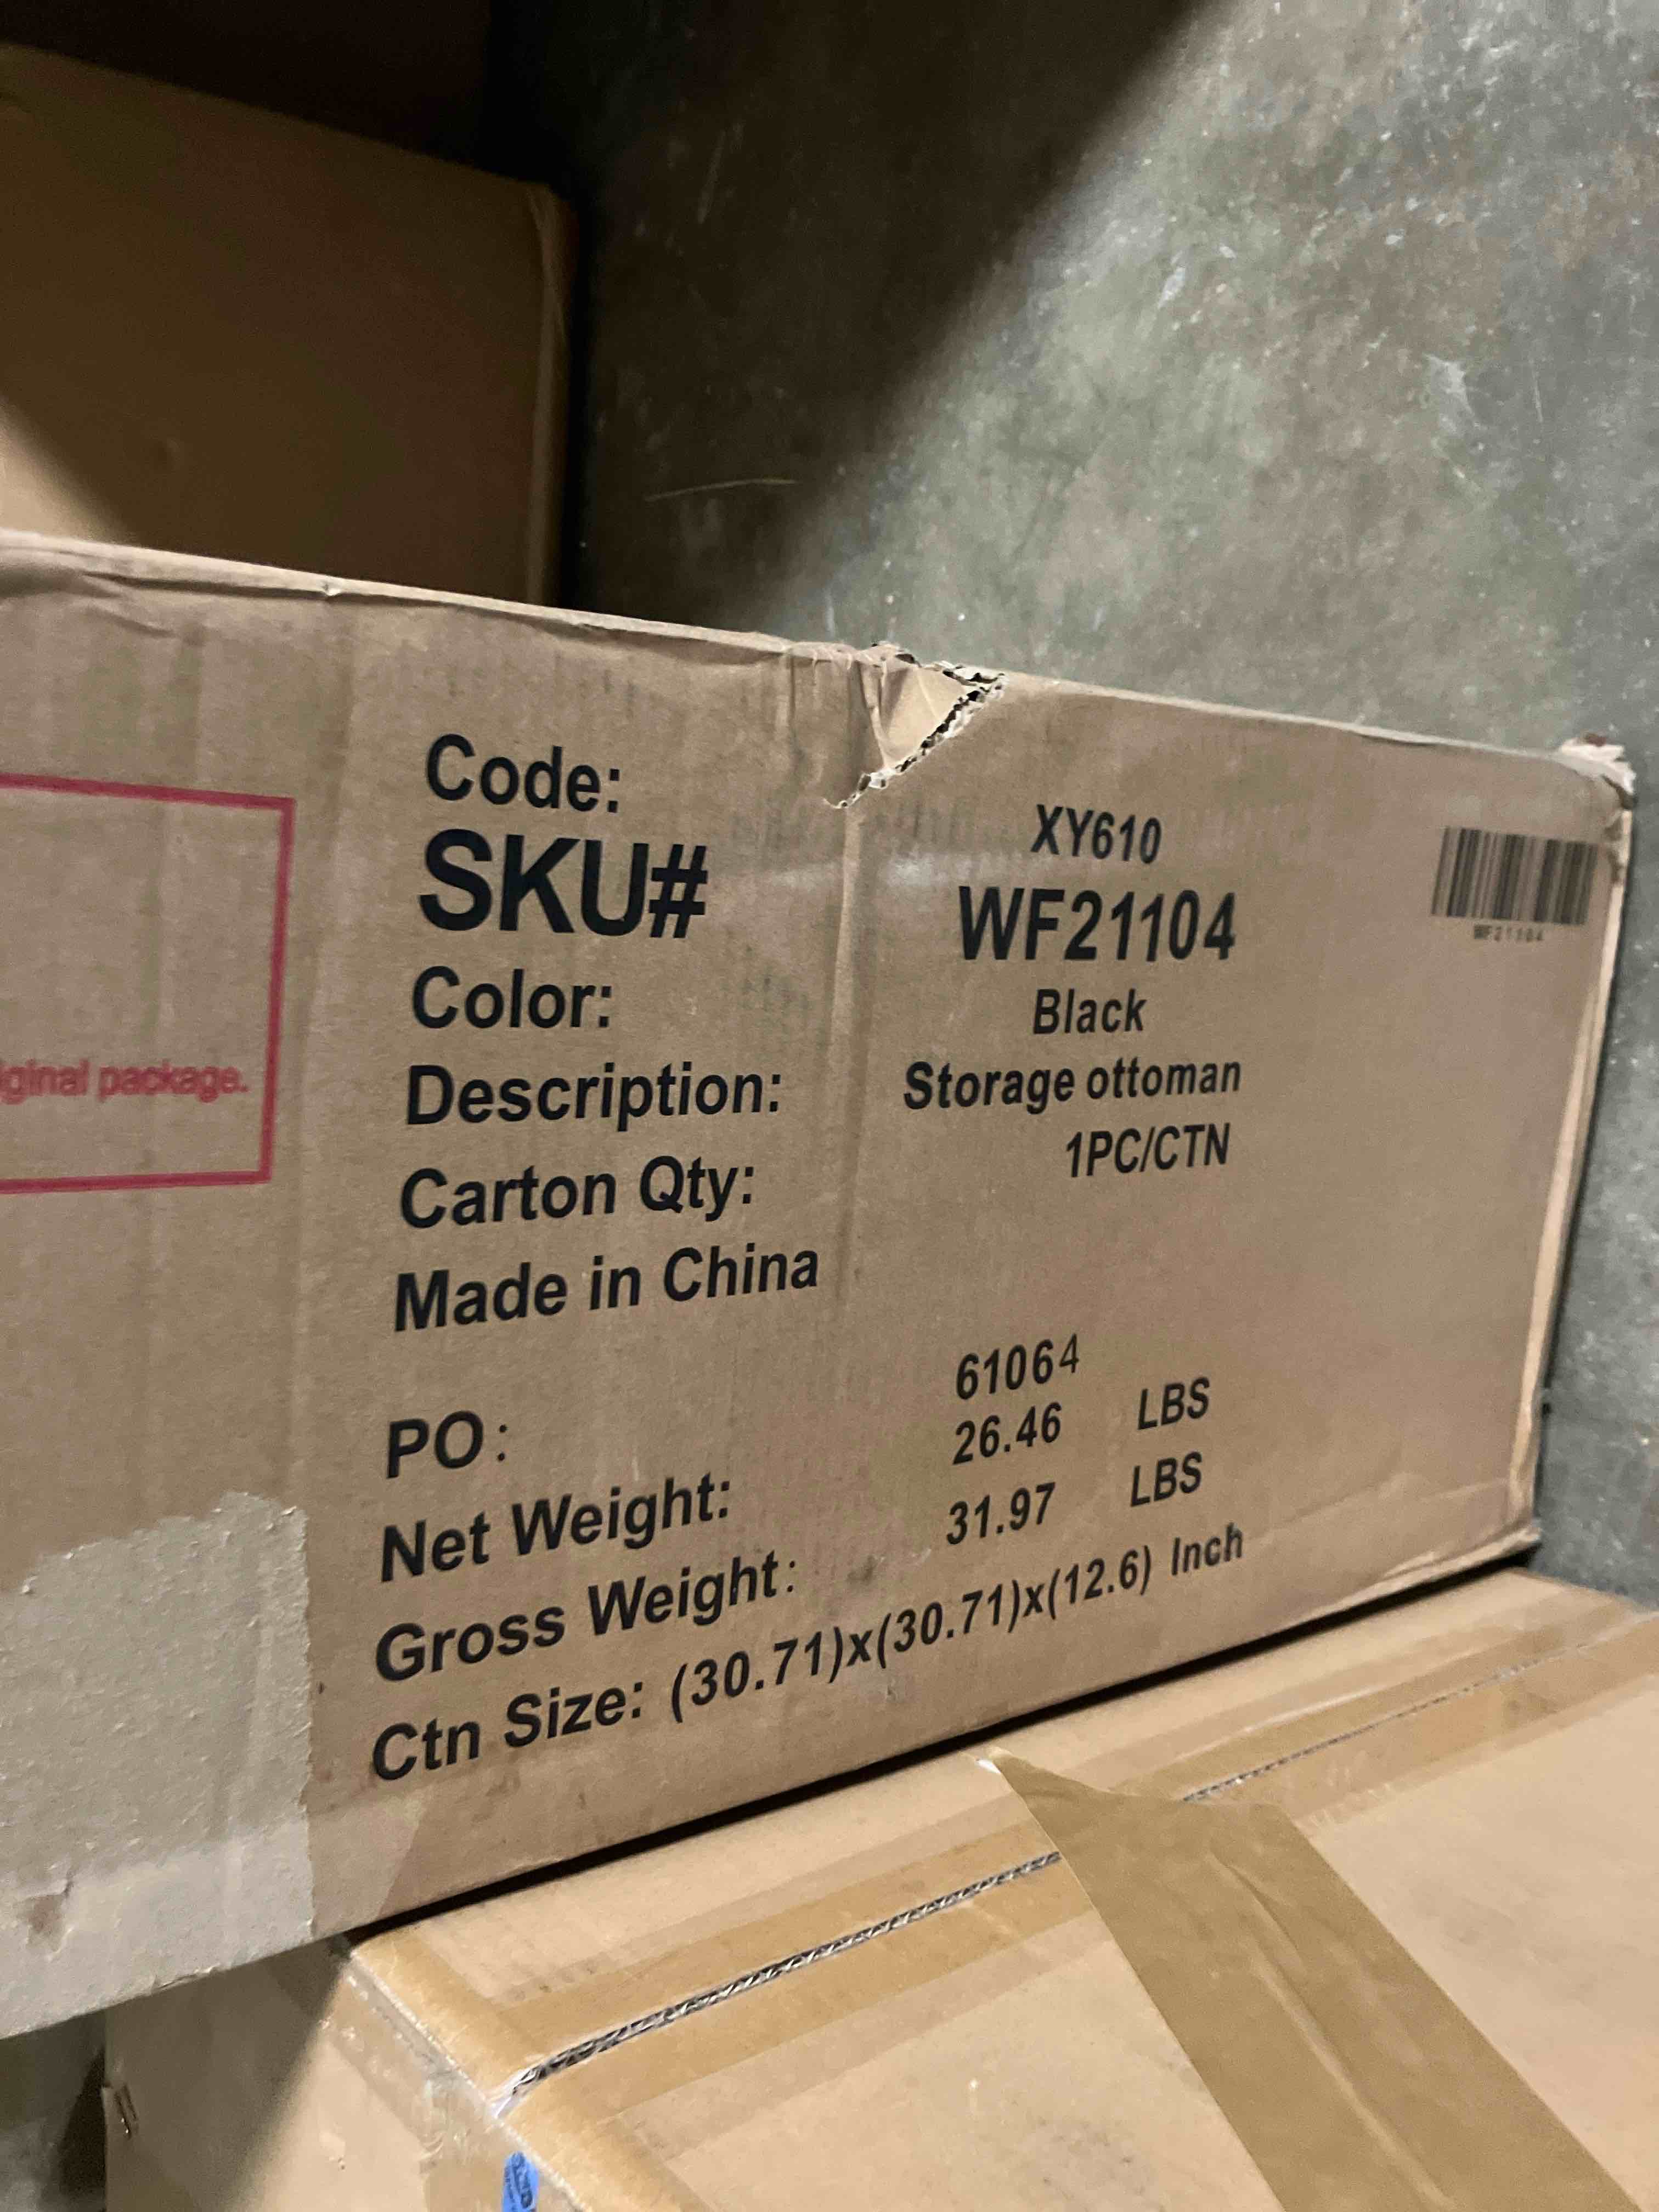 Code: XY610
SKU# WF21104
WF21104
Color: Black
Description: Storage ottoman
Carton Qty: 1PC/CTN
Made in China
PO: 61064
Net Weight: 26.46 LBS
Gross Weight: 31.97 LBS
Ctn Size: (30.71)x(30.71)x(12.6) Inch
package.